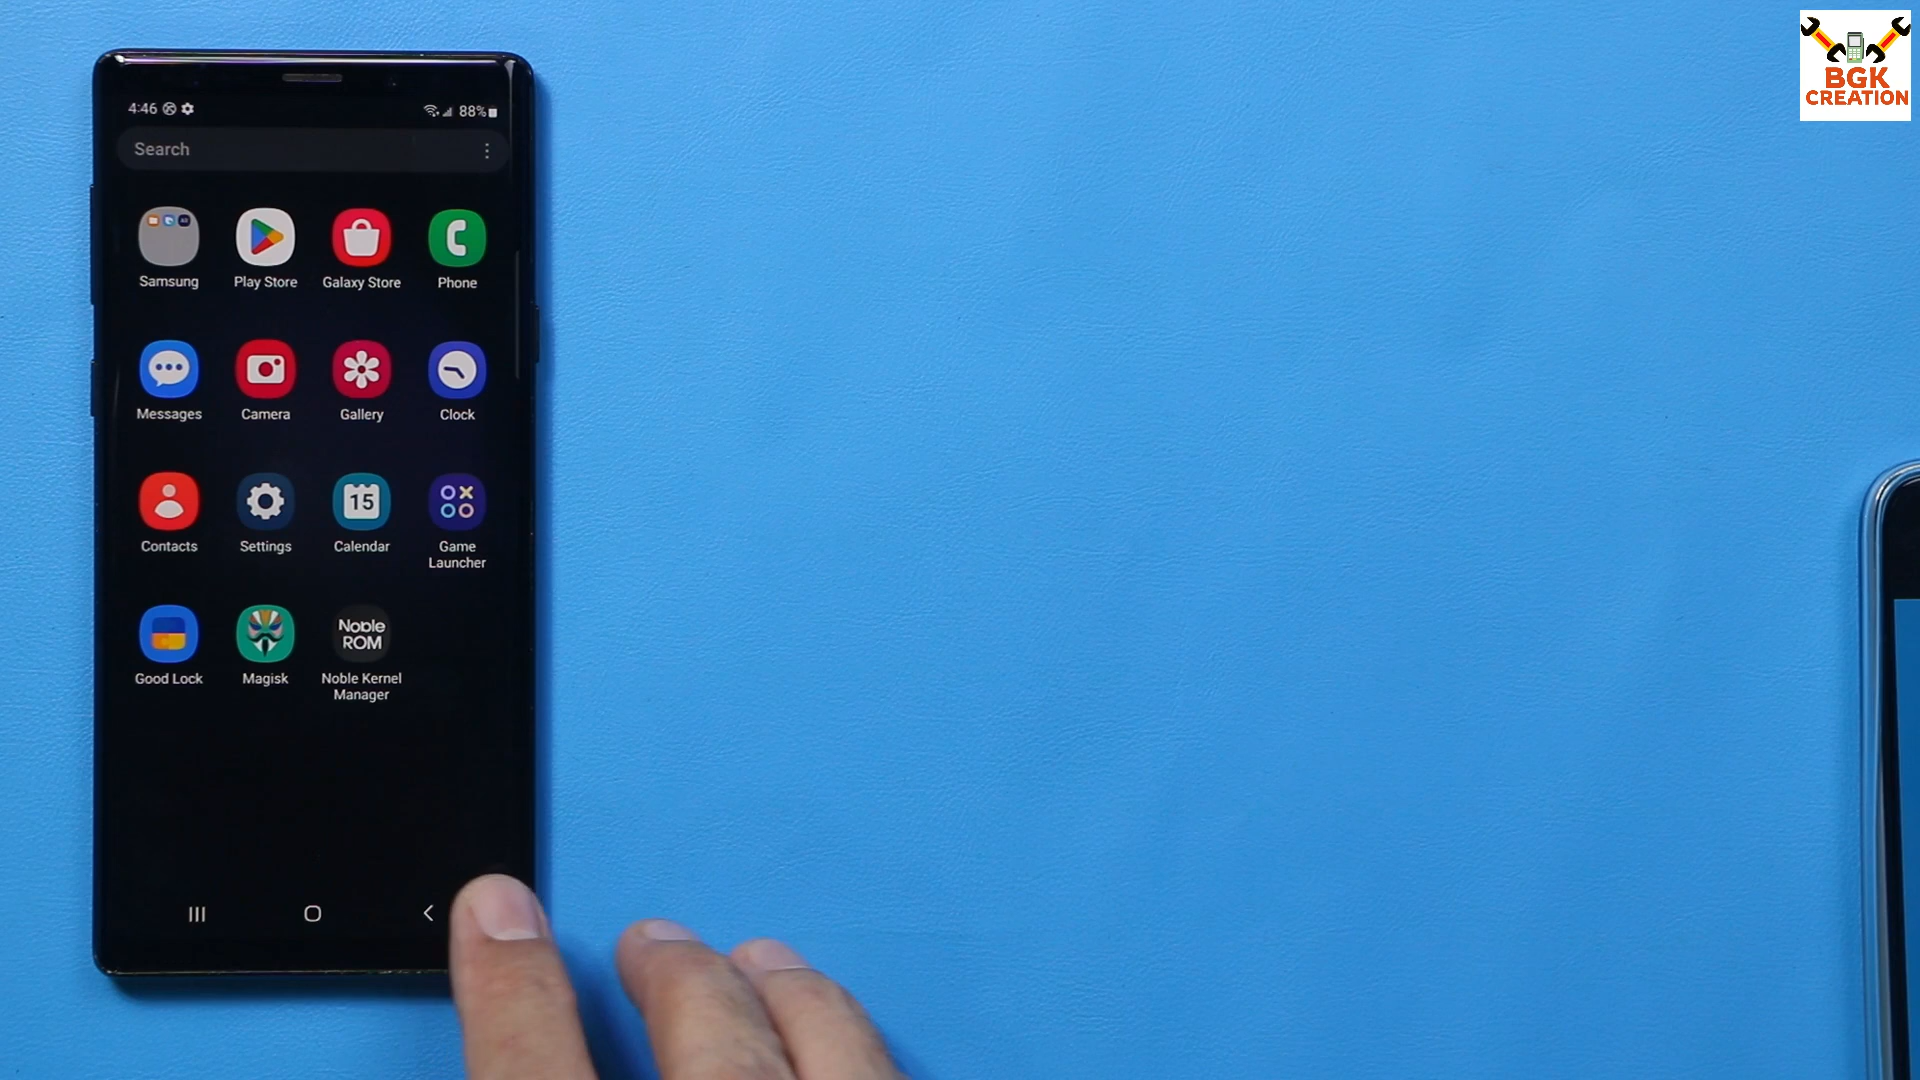 BGK
CREATION
4:46
88%
Search
Samsung
Play Store
Galaxy Store
Phone
Messages
Camera
Gallery
Clock
Contacts
15
Settings
Calendar
Game
Launcher
Noble
ROM
Good Lock
Magisk
Noble Kernel
Manager